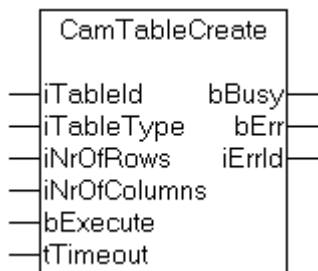 CamTableCreate
iTableId bBusy
iTableType bErr
iNrOfRows iErrId
iNrOfColumns
bExecute
tTimeout